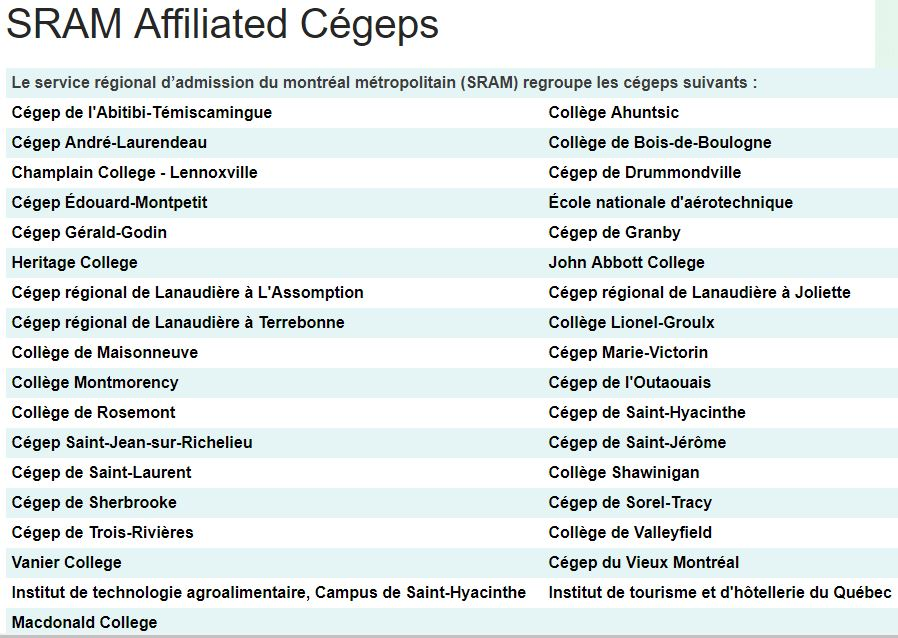 SRAM Affiliated Cégeps
Le service régional d’admission du montréal métropolitain (SRAM) regroupe les cégeps suivants :
Cégep de l'Abitibi-Témiscamingue Collège Ahuntsic
Cégep André-Laurendeau Collège de Bois-de-Boulogne
Champlain College - Lennoxville Cégep de Drummondville
Cégep Édouard-Montpetit École nationale d'aérotechnique
Cégep Gérald-Godin Cégep de Granby
Heritage College John Abbott College
Cégep régional de Lanaudière à L'Assomption Cégep régional de Lanaudière à Joliette
Cégep régional de Lanaudière à Terrebonne Collège Lionel-Groulx
Collège de Maisonneuve Cégep Marie-Victorin
Collège Montmorency Cégep de l'Outaouais
Collège de Rosemont Cégep de Saint-Hyacinthe
Cégep Saint-Jean-sur-Richelieu Cégep de Saint-Jérôme
Cégep de Saint-Laurent Collège Shawinigan
Cégep de Sherbrooke Cégep de Sorel-Tracy
Cégep de Trois-Rivières Collège de Valleyfield
Vanier College Cégep du Vieux Montréal
Institut de technologie agroalimentaire, Campus de Saint-Hyacinthe Institut de tourisme et d'hôtellerie du Québec
Macdonald College